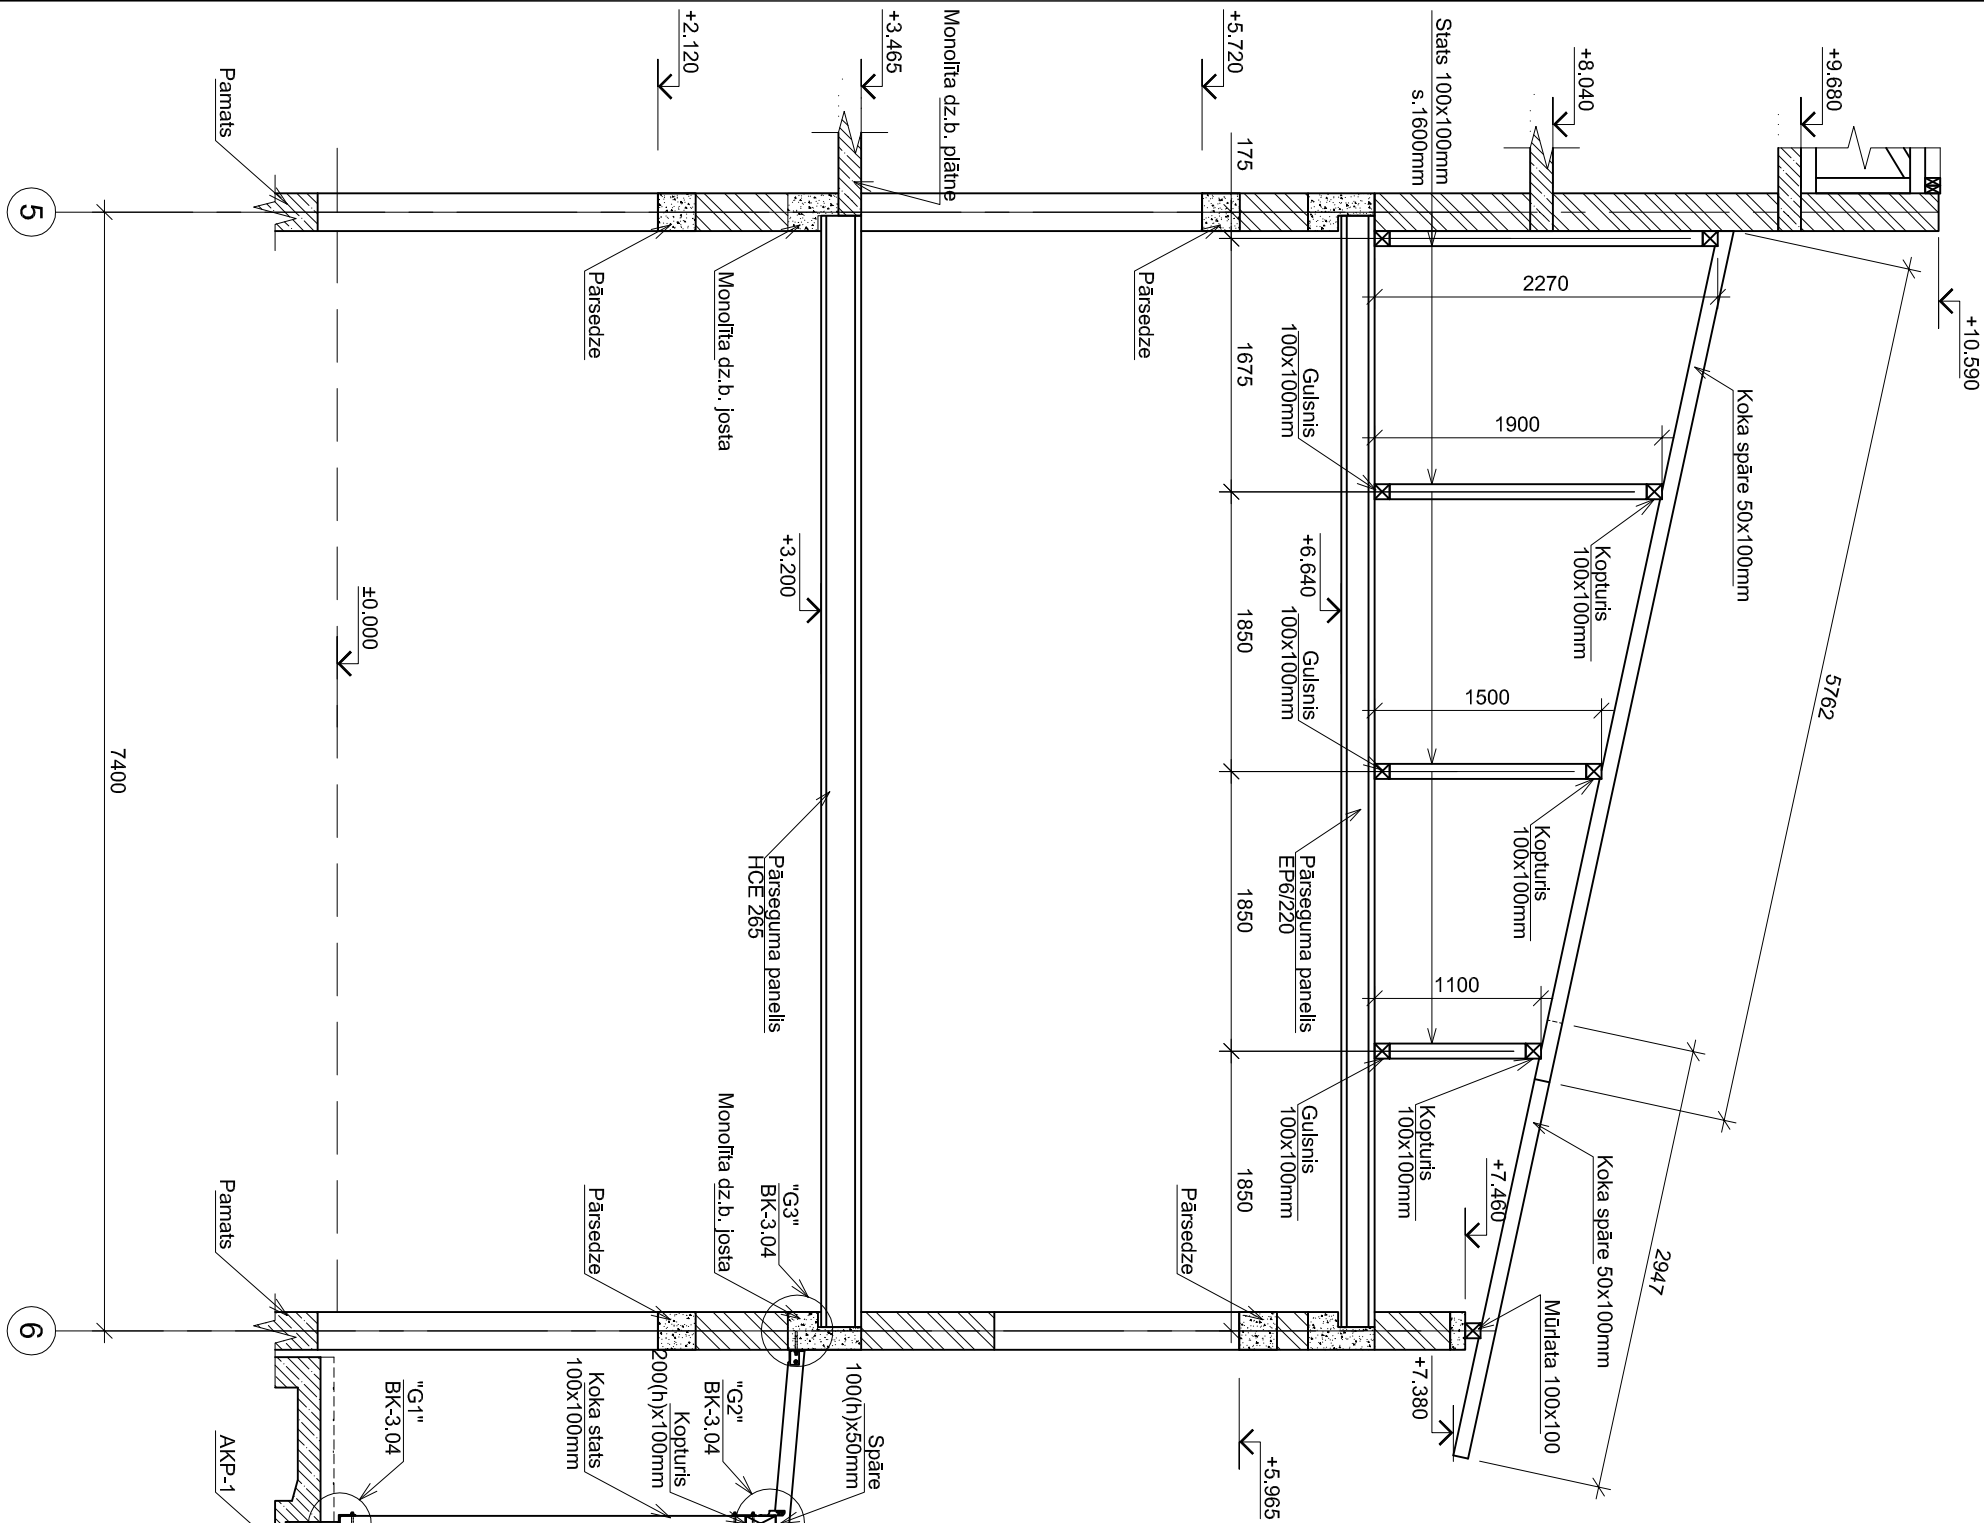 +2.120
+3.465
Monolīta dz.b. plātne
+5.720
Stats 100x100mm
s.1600mm
+8.040
+9.680
+10.590
Pamats
5
175
Pārsedze
Monolīta dz.b. josta
Pārsedze
2270
1675
Gulsnis
100x100mm
1900
Koka spāre 50x100mm
Kopturis
100x100mm
5762
±0.000
+3.200
+6.640
1850
Gulsnis
100x100mm
1500
Kopturis
100x100mm
7400
Pārseguma panelis
HCE 265
Pārseguma panelis
EP6/220
1850
1100
Gulsnis
100x100mm
Kopturis
100x100mm
+7.460
Koka spāre 50x100mm
2947
Mūrlata 100x100
Pamats
Pārsedze
Monolīta dz.b. josta
"G3"
BK-3.04
Pārsedze
1850
6
+7.380
+5.965
AKP-1
"G1"
BK-3.04
Koka stats
100x100mm
Kopturis
200(h)x100mm
"G2"
BK-3.04
Spāre
100(h)x50mm